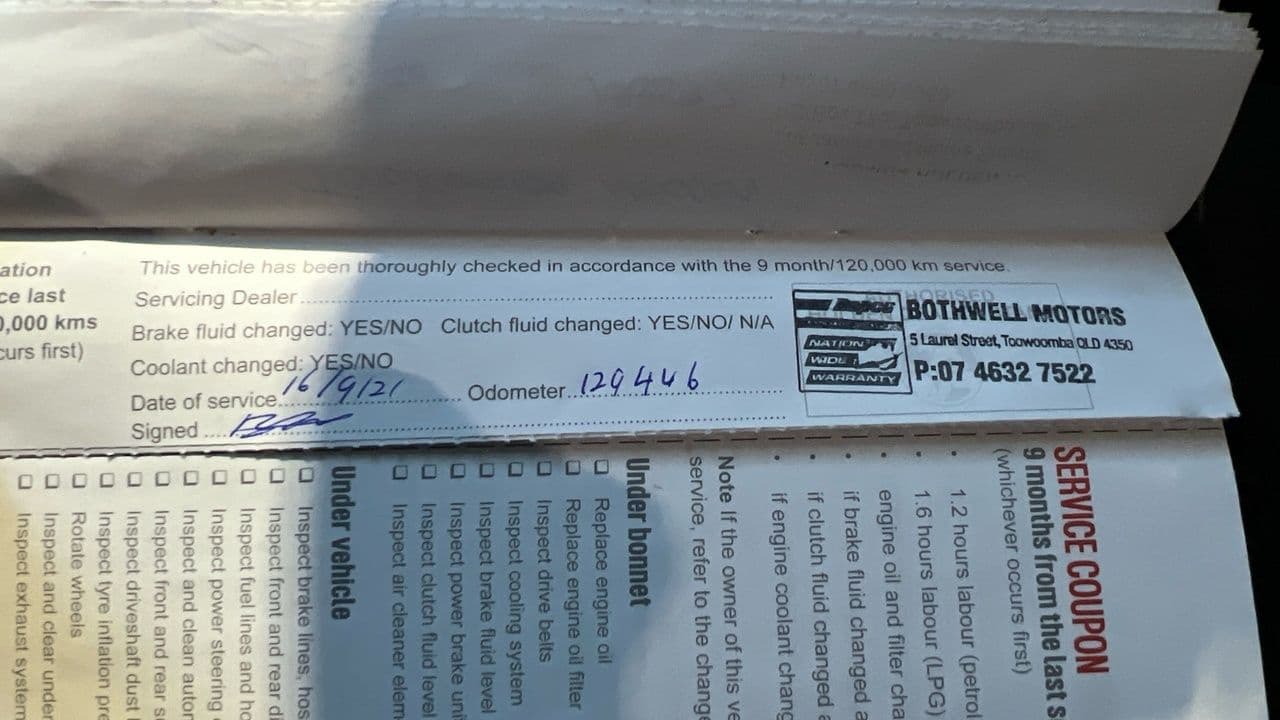 ation
ce last
0,000 kms
curs first)
This vehicle has been thoroughly checked in accordance with the 9 month/120,000 km service.
Servicing Dealer
Brake fluid changed: YES/NO Clutch fluid changed: YES/NO/ N/A
Coolant changed: YES/NO
Date of service 16/9/21 Odometer 129446
Signed
AUTHORISED
Repco
NATION
WIDE
WARRANTY
BOTHWELL MOTORS
5 Laurel Street, Toowoomba QLD 4350
P:07 4632 7522
SERVICE COUPON
9 months from the last s
(whichever occurs first)
• 1.2 hours labour (petrol
• 1.6 hours labour (LPG)
• engine oil and filter cha
• if brake fluid changed a
• if clutch fluid changed a
• if engine coolant chang
Note If the owner of this ve
service, refer to the change
Under bonnet
Replace engine oil
Replace engine oil filter
Inspect drive belts
Inspect cooling system
Inspect brake fluid level
Inspect power brake uni
Inspect clutch fluid level
Inspect air cleaner elem
Under vehicle
Inspect brake lines, hos
Inspect front and rear di
Inspect fuel lines and ho
Inspect power steering
Inspect and clean autor
Inspect front and rear su
Inspect driveshaft dust
Inspect tyre inflation pre
Rotate wheels
Inspect and clear under
Inspect exhaust system